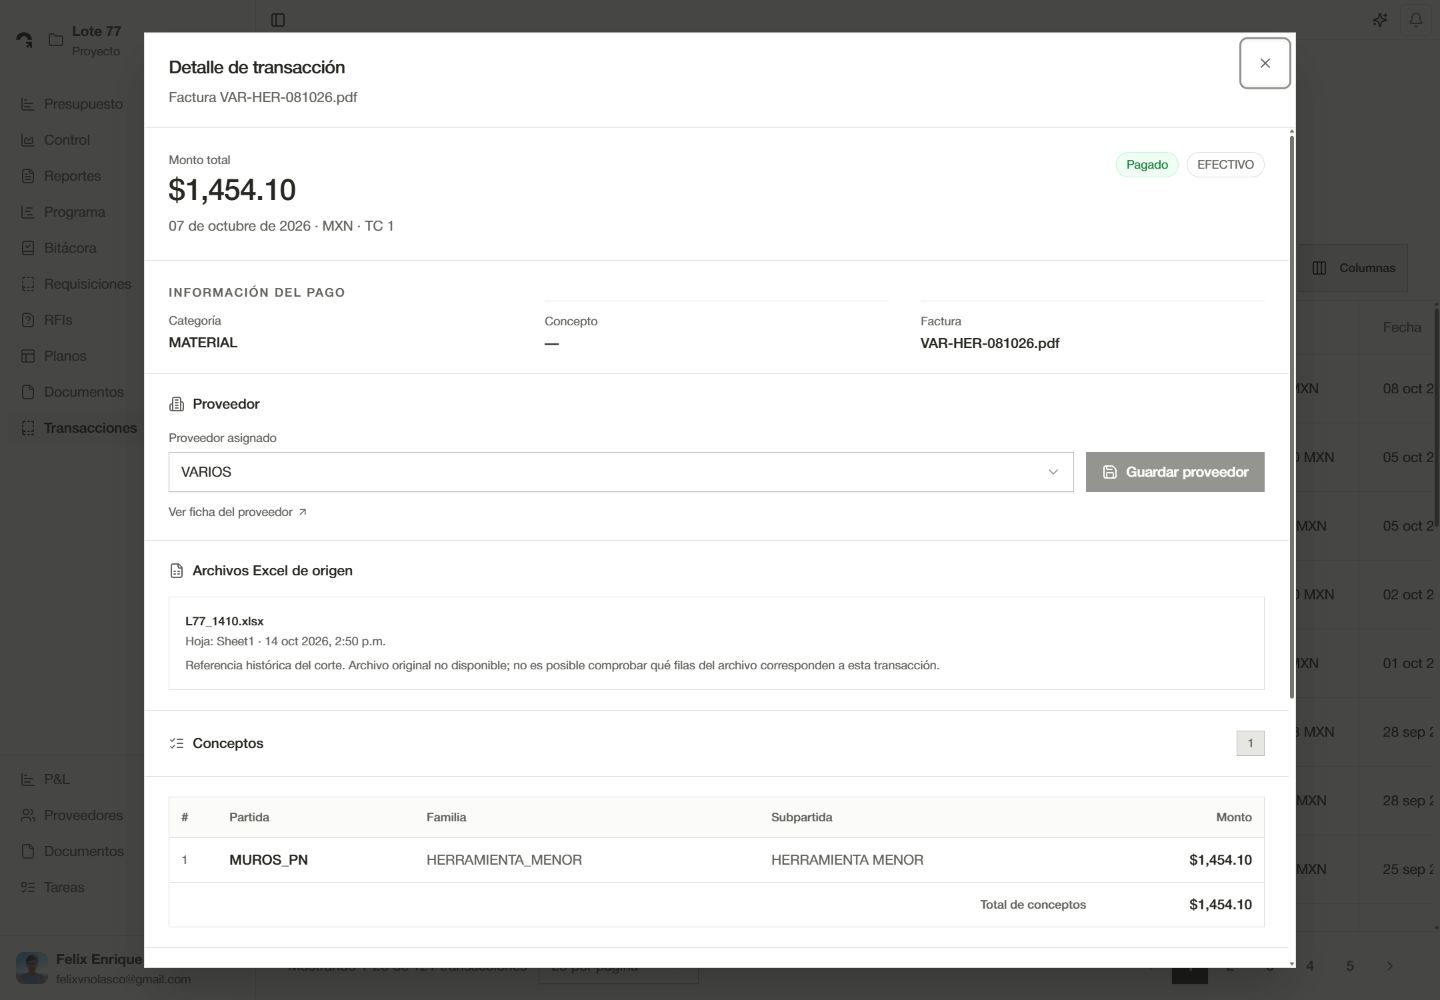 Lote 77
Proyecto
Presupuesto
Control
Reportes
Programa
Bitácora
Requisiciones
RFIs
Planos
Documentos
Transacciones
P&L
Proveedores
Documentos
Tareas
Felix Enrique
felixvnolasco@gmail.com
Detalle de transacción
Factura VAR-HER-081026.pdf
Monto total
$1,454.10
07 de octubre de 2026 · MXN · TC 1
Pagado
EFECTIVO
INFORMACIÓN DEL PAGO
Categoría
MATERIAL
Concepto
—
Factura
VAR-HER-081026.pdf
Proveedor
Proveedor asignado
VARIOS
Guardar proveedor
Ver ficha del proveedor
Archivos Excel de origen
L77_1410.xlsx
Hoja: Sheet1 · 14 oct 2026, 2:50 p.m.
Referencia histórica del corte. Archivo original no disponible; no es posible comprobar qué filas del archivo corresponden a esta transacción.
Conceptos
1
# Partida Familia Subpartida Monto
1 MUROS_PN HERRAMIENTA_MENOR HERRAMIENTA MENOR $1,454.10
Total de conceptos $1,454.10
Columnas
Fecha
MXN 08 oct 2
MXN 05 oct 2
MXN 05 oct 2
MXN 02 oct 2
MXN 01 oct 2
MXN 28 sep 2
MXN 28 sep 2
MXN 25 sep 2
4 5